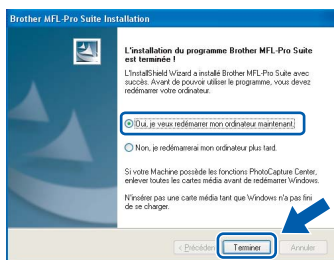 Brother MFL-Pro Suite Installation
L'installation du programme Brother MFL-Pro Suite
est terminée !
L'InstallShield Wizard a installé Brother MFL-Pro Suite avec
succès. Avant de pouvoir utiliser le programme, vous devez
redémarrer votre ordinateur.
Oui, je veux redémarrer mon ordinateur maintenant.
Non, je redémarrerai mon ordinateur plus tard.
Si votre Machine possède les fonctions PhotoCapture Center,
enlever toutes les cartes média avant de redémarrer Windows.
N'insérer pas une carte média tant que Windows n'a pas fini
de se charger.
< Précédent
Terminer
Annuler